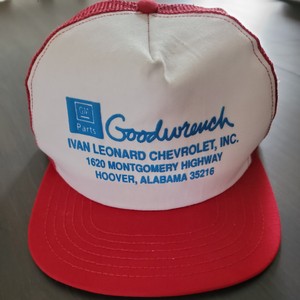 GM
Parts
Goodwrench
IVAN LEONARD CHEVROLET, INC.
1620 MONTGOMERY HIGHWAY
HOOVER, ALABAMA 35216